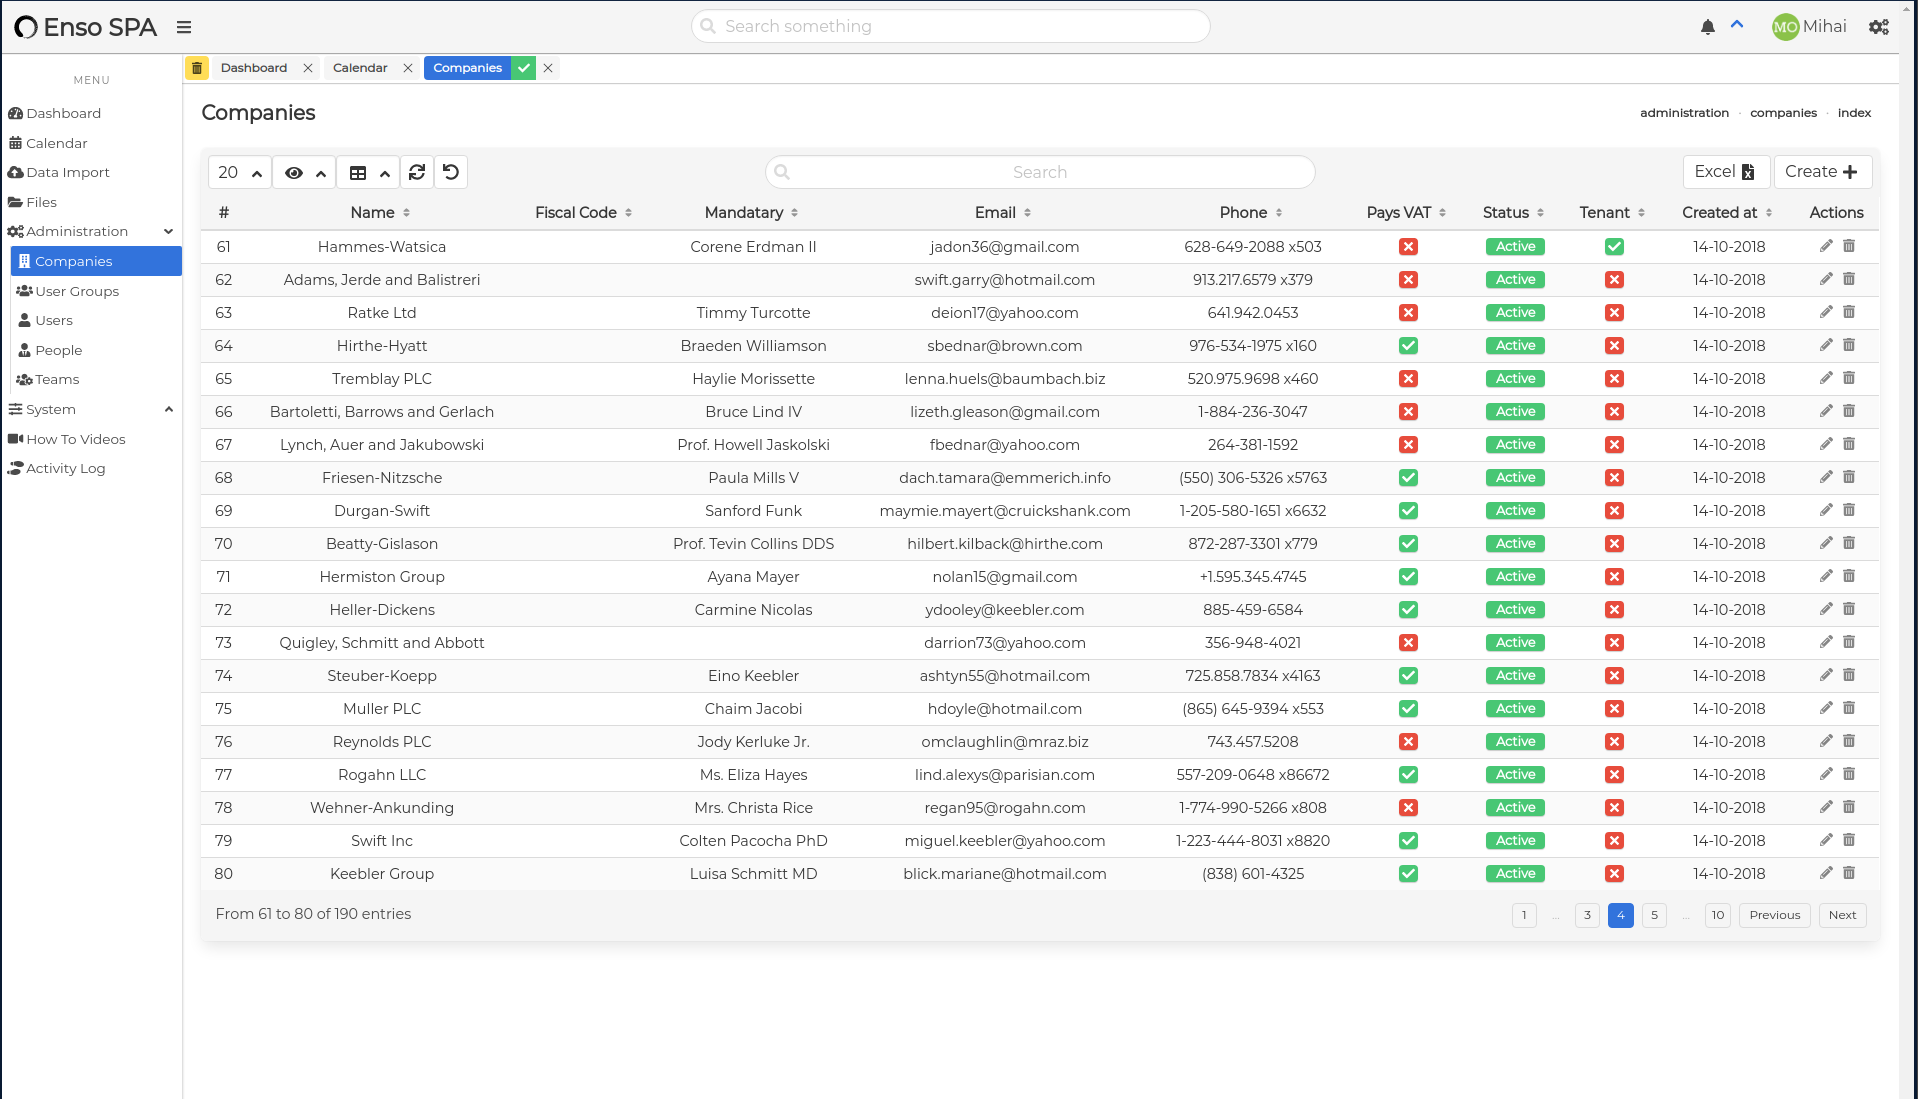 Enso SPA
Search something
MO Mihai
MENU
Dashboard
Calendar
Data Import
Files
Administration
Companies
User Groups
Users
People
Teams
System
How To Videos
Activity Log
Dashboard Calendar Companies
Companies
administration · companies · index
20 Search Excel Create
# Name Fiscal Code Mandatary Email Phone Pays VAT Status Tenant Created at Actions
61 Hammes-Watsica Corene Erdman II jadon36@gmail.com 628-649-2088 x503 Active 14-10-2018
62 Adams, Jerde and Balistreri swift.garry@hotmail.com 913.217.6579 x379 Active 14-10-2018
63 Ratke Ltd Timmy Turcotte deion17@yahoo.com 641.942.0453 Active 14-10-2018
64 Hirthe-Hyatt Braeden Williamson sbednar@brown.com 976-534-1975 x160 Active 14-10-2018
65 Tremblay PLC Haylie Morissette lenna.huels@baumbach.biz 520.975.9698 x460 Active 14-10-2018
66 Bartoletti, Barrows and Gerlach Bruce Lind IV lizeth.gleason@gmail.com 1-884-236-3047 Active 14-10-2018
67 Lynch, Auer and Jakubowski Prof. Howell Jaskolski fbednar@yahoo.com 264-381-1592 Active 14-10-2018
68 Friesen-Nitzsche Paula Mills V dach.tamara@emmerich.info (550) 306-5326 x5763 Active 14-10-2018
69 Durgan-Swift Sanford Funk maymie.mayert@cruickshank.com 1-205-580-1651 x6632 Active 14-10-2018
70 Beatty-Gislason Prof. Tevin Collins DDS hilbert.kilback@hirthe.com 872-287-3301 x779 Active 14-10-2018
71 Hermiston Group Ayana Mayer nolan15@gmail.com +1.595.345.4745 Active 14-10-2018
72 Heller-Dickens Carmine Nicolas ydooley@keebler.com 885-459-6584 Active 14-10-2018
73 Quigley, Schmitt and Abbott darrion73@yahoo.com 356-948-4021 Active 14-10-2018
74 Steuber-Koepp Eino Keebler ashtyn55@hotmail.com 725.858.7834 x4163 Active 14-10-2018
75 Muller PLC Chaim Jacobi hdoyle@hotmail.com (865) 645-9394 x553 Active 14-10-2018
76 Reynolds PLC Jody Kerluke Jr. omclaughlin@mraz.biz 743.457.5208 Active 14-10-2018
77 Rogahn LLC Ms. Eliza Hayes lind.alexys@parisian.com 557-209-0648 x86672 Active 14-10-2018
78 Wehner-Ankunding Mrs. Christa Rice regan95@rogahn.com 1-774-990-5266 x808 Active 14-10-2018
79 Swift Inc Colten Pacocha PhD miguel.keebler@yahoo.com 1-223-444-8031 x8820 Active 14-10-2018
80 Keebler Group Luisa Schmitt MD blick.mariane@hotmail.com (838) 601-4325 Active 14-10-2018
From 61 to 80 of 190 entries
1 ... 3 4 5 ... 10 Previous Next